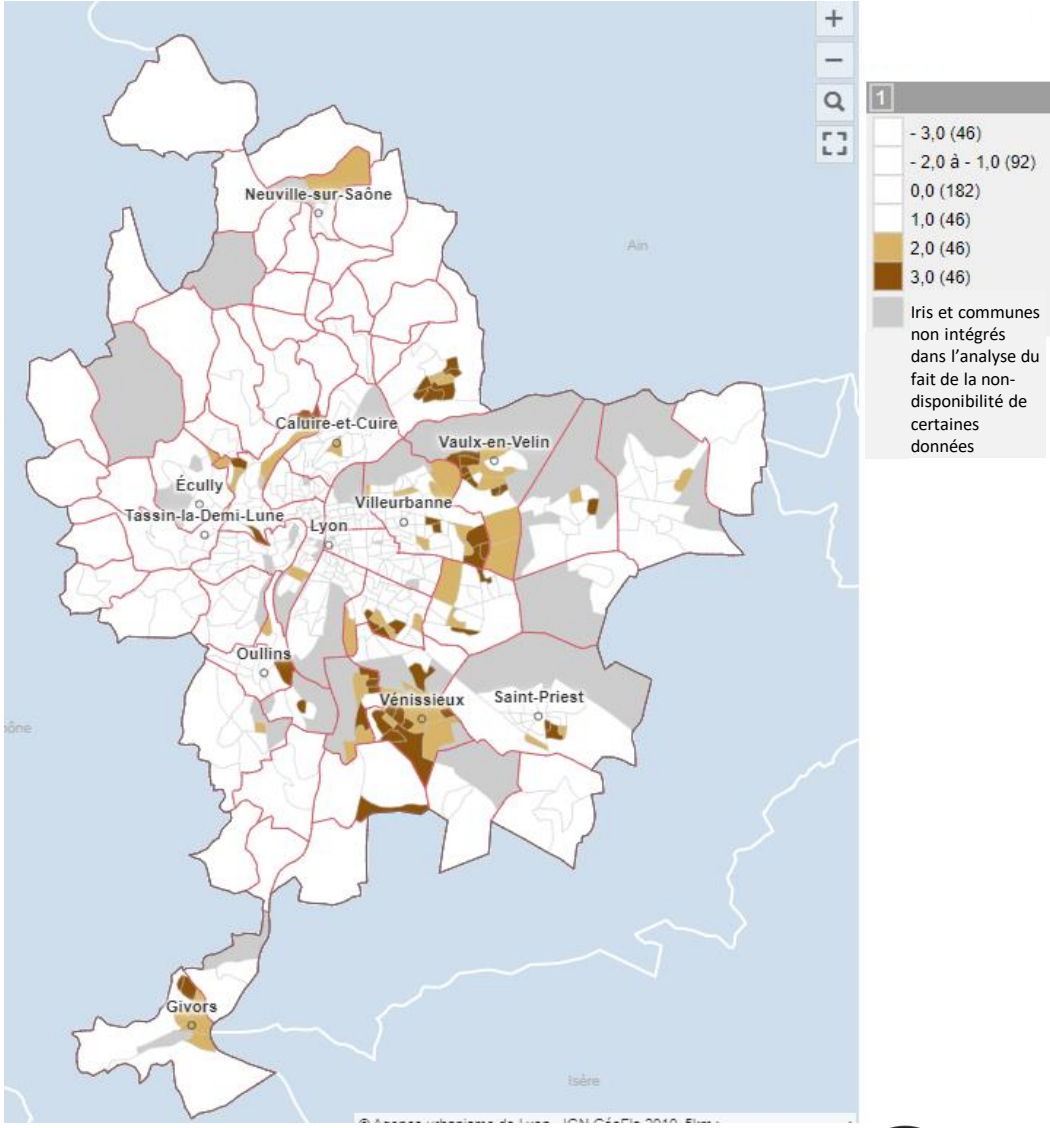 +
−
1
- 3,0 (46)
- 2,0 à - 1,0 (92)
0,0 (182)
1,0 (46)
2,0 (46)
3,0 (46)
Iris et communes
non intégrés
dans l’analyse du
fait de la non-
disponibilité de
certaines
données
Neuville-sur-Saône
Ain
Caluire-et-Cuire
Vaulx-en-Velin
Écully
Villeurbanne
Tassin-la-Demi-Lune
Lyon
Oullins
Vénissieux
Saint-Priest
Givors
Isère